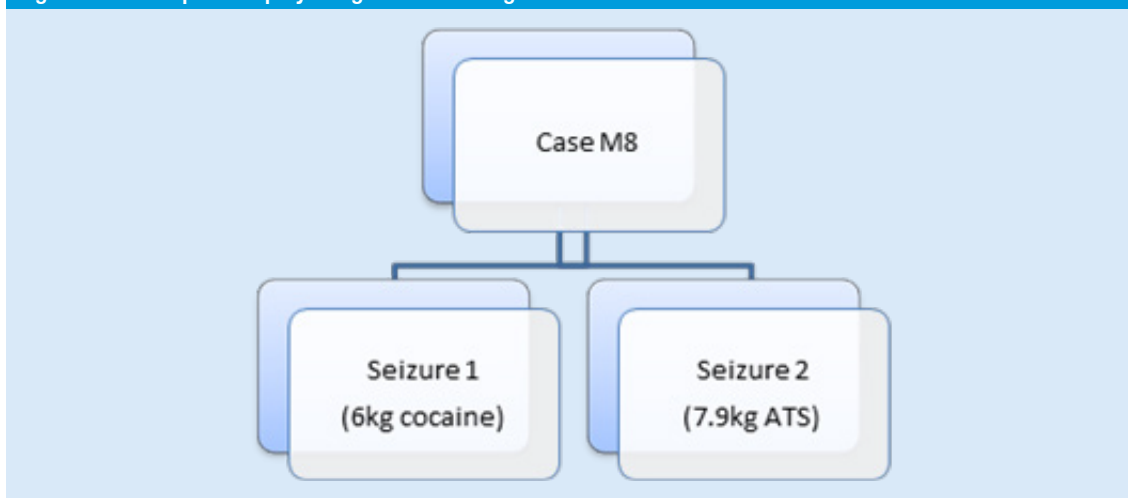 Case M8
Seizure 1
(6kg cocaine)
Seizure 2
(7.9kg ATS)